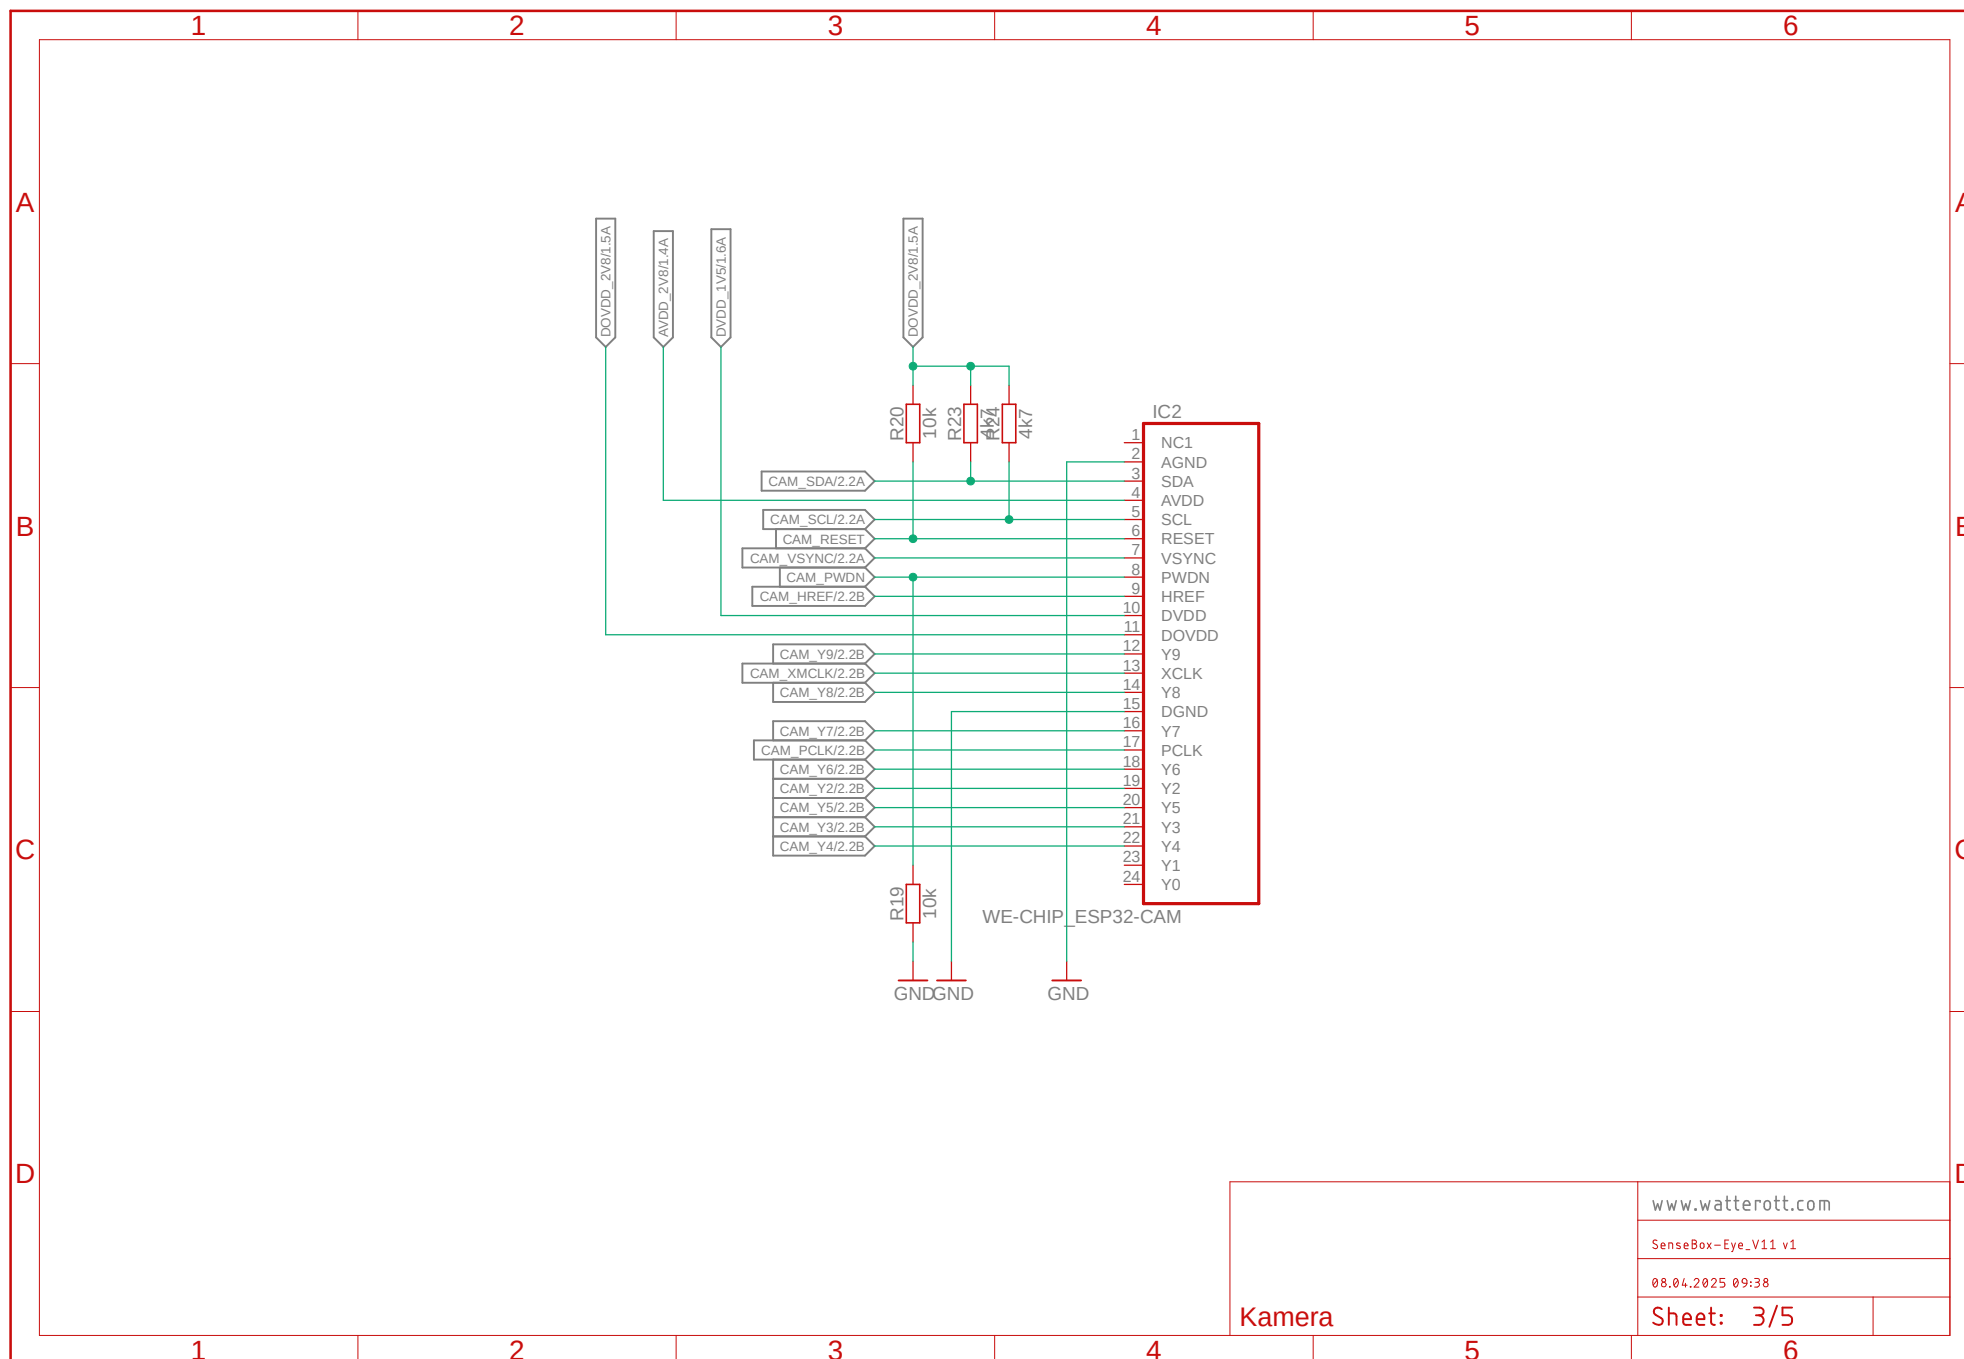 1 2 3 4 5 6
A A
DOVDD_2V8/1.5A
AVDD_2V8/1.4A
DVDD_1V5/1.6A
DOVDD_2V8/1.5A
R20 10k
R23 4k7
R24 4k7
IC2
1 NC1
2 AGND
CAM_SDA/2.2A 3 SDA
4 AVDD
CAM_SCL/2.2A 5 SCL
B B
CAM_RESET 6 RESET
CAM_VSYNC/2.2A 7 VSYNC
CAM_PWDN 8 PWDN
CAM_HREF/2.2B 9 HREF
10 DVDD
11 DOVDD
CAM_Y9/2.2B 12 Y9
CAM_XMCLK/2.2B 13 XCLK
CAM_Y8/2.2B 14 Y8
15 DGND
CAM_Y7/2.2B 16 Y7
CAM_PCLK/2.2B 17 PCLK
CAM_Y6/2.2B 18 Y6
CAM_Y2/2.2B 19 Y2
CAM_Y5/2.2B 20 Y5
CAM_Y3/2.2B 21 Y3
CAM_Y4/2.2B 22 Y4
C C
23 Y1
24 Y0
R19 10k
WE-CHIP_ESP32-CAM
GND GND GND
D D
www.watterott.com
SenseBox-Eye_V11 v1
08.04.2025 09:38
Kamera
Sheet: 3/5
1 2 3 4 5 6